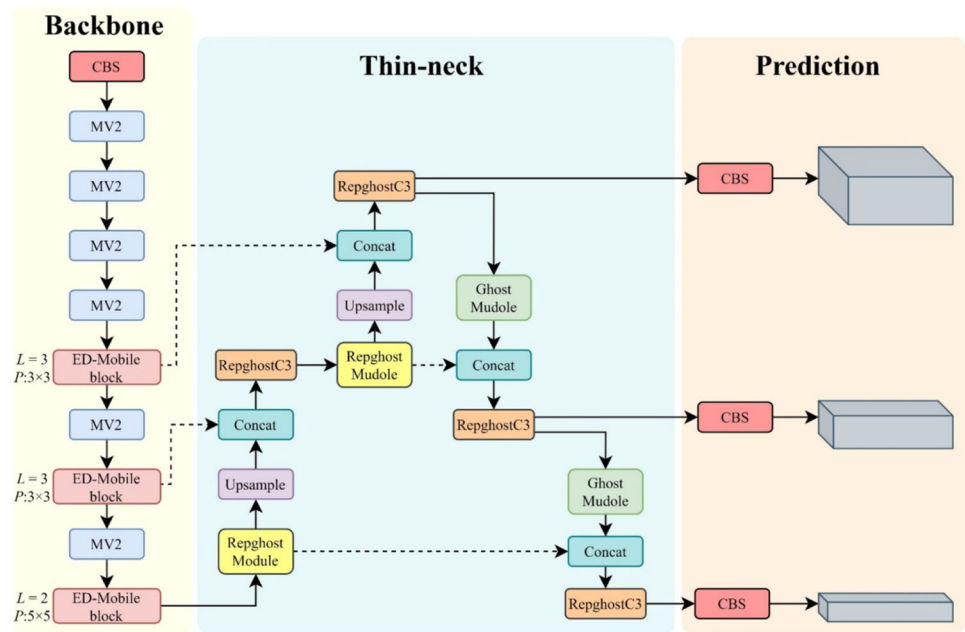 Backbone
CBS
MV2
MV2
MV2
MV2
L = 3
P:3×3
ED-Mobile
block
MV2
L = 3
P:3×3
ED-Mobile
block
MV2
L = 2
P:5×5
ED-Mobile
block
Thin-neck
RepghostC3
Concat
Upsample
Repghost
Mudole
RepghostC3
Concat
Upsample
Repghost
Module
Ghost
Mudole
Concat
RepghostC3
Ghost
Mudole
Concat
RepghostC3
Prediction
CBS
CBS
CBS